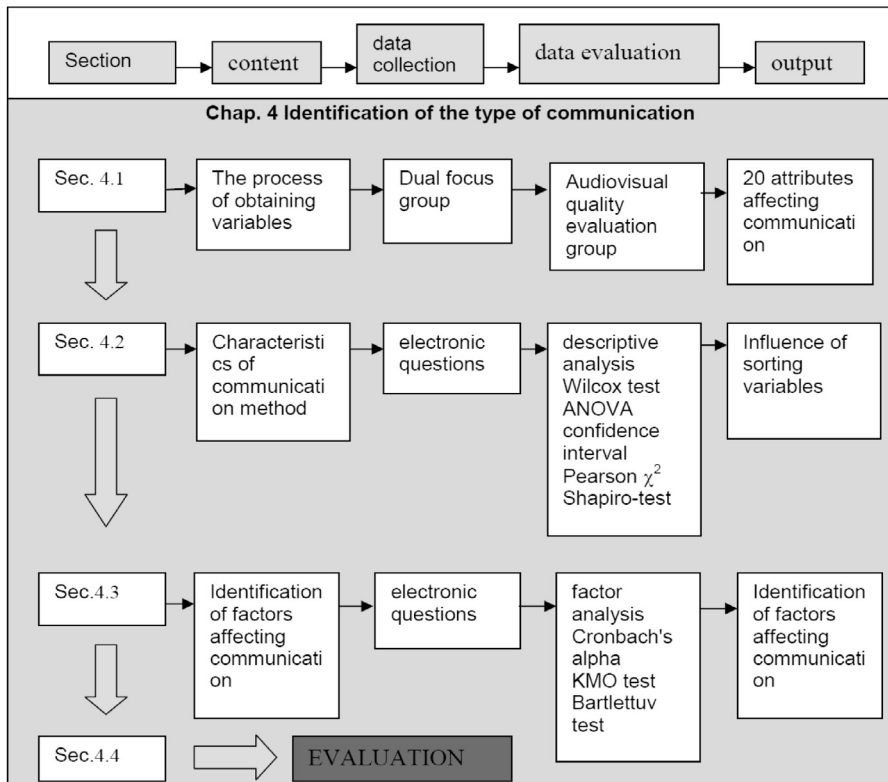 Section
content
data
collection
data evaluation
output
Chap. 4 Identification of the type of communication
Sec. 4.1
The process
of obtaining
variables
Dual focus
group
Audiovisual
quality
evaluation
group
20 attributes
affecting
communicati
on
Sec. 4.2
Characteristi
cs of
communicati
on method
electronic
questions
descriptive
analysis
Wilcox test
ANOVA
confidence
interval
Pearson χ²
Shapiro-test
Influence of
sorting
variables
Sec.4.3
Identification
of factors
affecting
communicati
on
electronic
questions
factor
analysis
Cronbach's
alpha
KMO test
Bartlettuv
test
Identification
of factors
affecting
communicati
on
Sec.4.4
EVALUATION